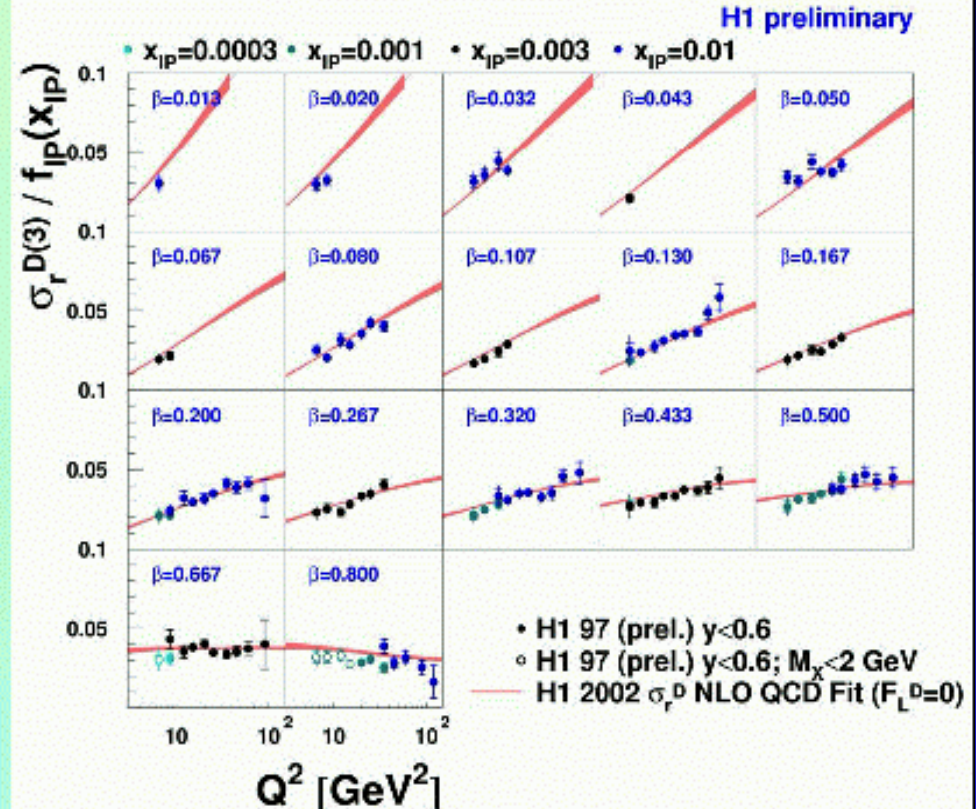 H1 preliminary
x_IP=0.0003 x_IP=0.001 x_IP=0.003 x_IP=0.01
σ_r^D(3) / f_IP(x_IP)
0.1
β=0.013 β=0.020 β=0.032 β=0.043 β=0.050
0.05
0.1
β=0.067 β=0.080 β=0.107 β=0.130 β=0.167
0.05
0.1
β=0.200 β=0.267 β=0.320 β=0.433 β=0.500
0.05
0.1
β=0.667 β=0.800
0.05
H1 97 (prel.) y<0.6
H1 97 (prel.) y<0.6; M_X<2 GeV
H1 2002 σ_r^D NLO QCD Fit (F_L^D=0)
10 10^2 10 10^2
Q^2 [GeV^2]